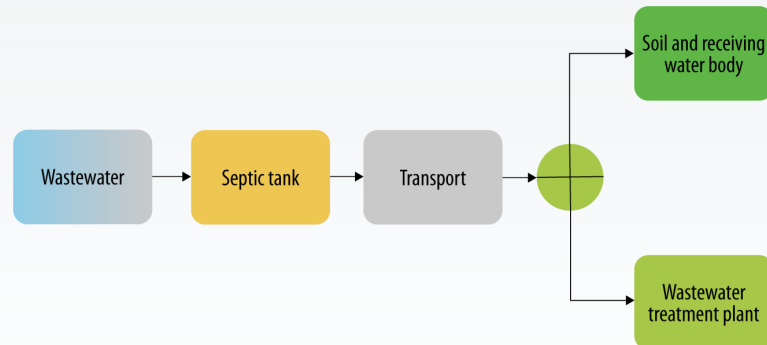 Soil and receiving
water body
Wastewater
Septic tank
Transport
Wastewater
treatment plant